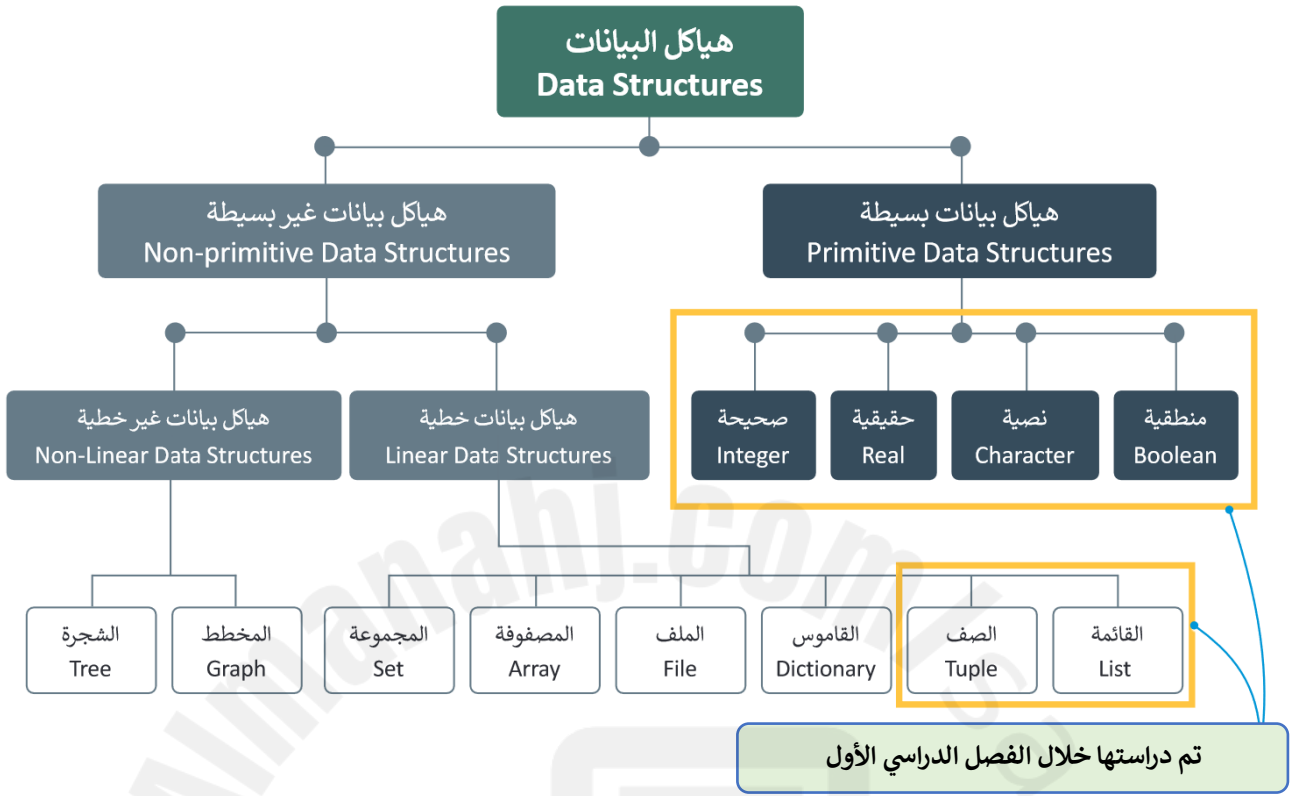 هياكل البيانات
Data Structures
هياكل بيانات بسيطة
Primitive Data Structures
هياكل بيانات غير بسيطة
Non-primitive Data Structures
منطقية
Boolean
نصية
Character
حقيقية
Real
صحيحة
Integer
هياكل بيانات خطية
Linear Data Structures
هياكل بيانات غير خطية
Non-Linear Data Structures
القائمة
List
الصف
Tuple
القاموس
Dictionary
الملف
File
المصفوفة
Array
المجموعة
Set
المخطط
Graph
الشجرة
Tree
تم دراستها خلال الفصل الدراسي الأول
Almanahj.com/sa